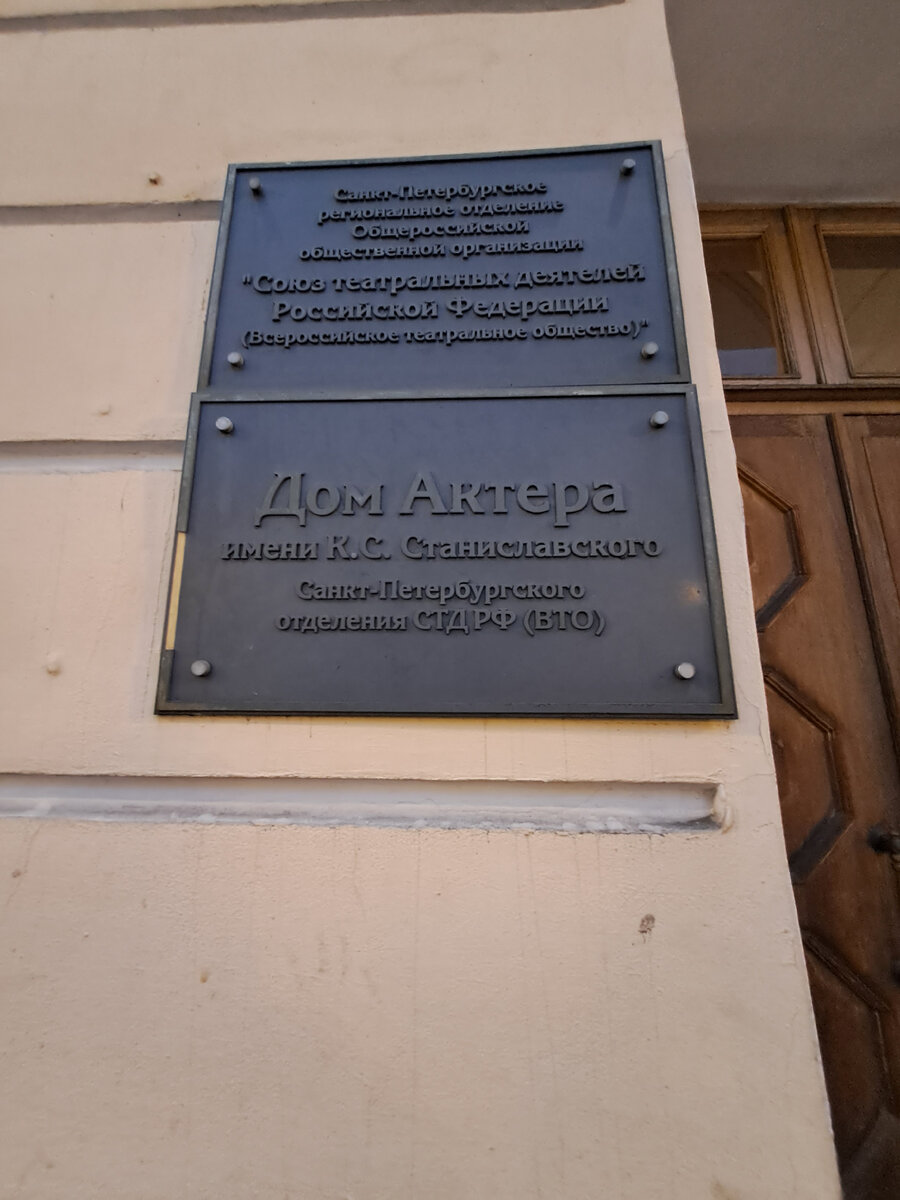 Санкт-Петербургское
региональное отделение
Общероссийской
общественной организации
"Союз театральных деятелей
Российской Федерации
(Всероссийское театральное общество)"
Дом Актера
имени К.С. Станиславского
Санкт-Петербургского
отделения СТД РФ (ВТО)